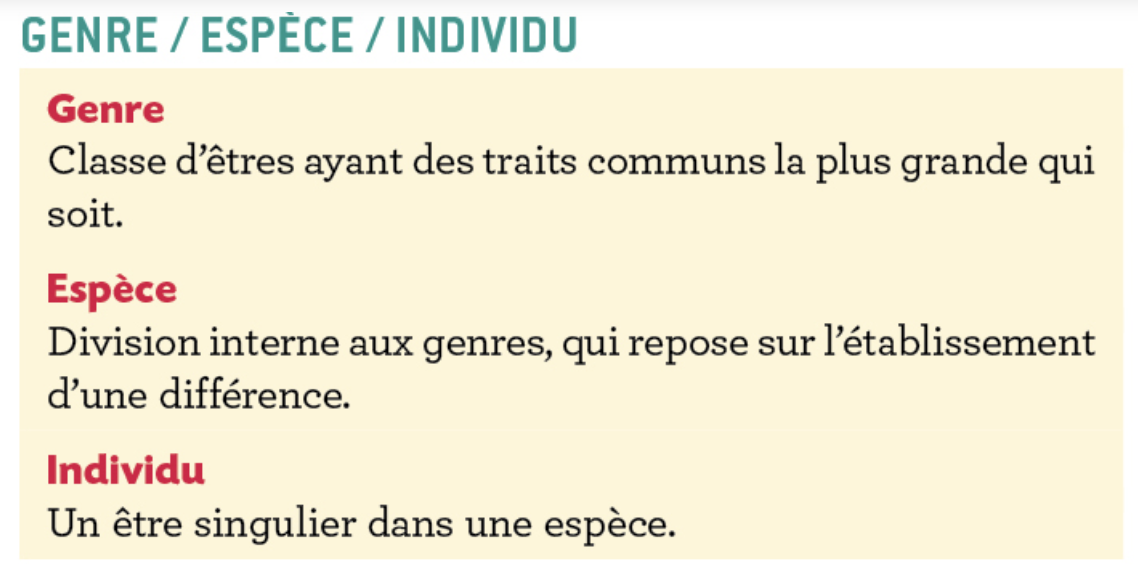 GENRE / ESPÈCE / INDIVIDU
Genre
Classe d’êtres ayant des traits communs la plus grande qui
soit.
Espèce
Division interne aux genres, qui repose sur l’établissement
d’une différence.
Individu
Un être singulier dans une espèce.